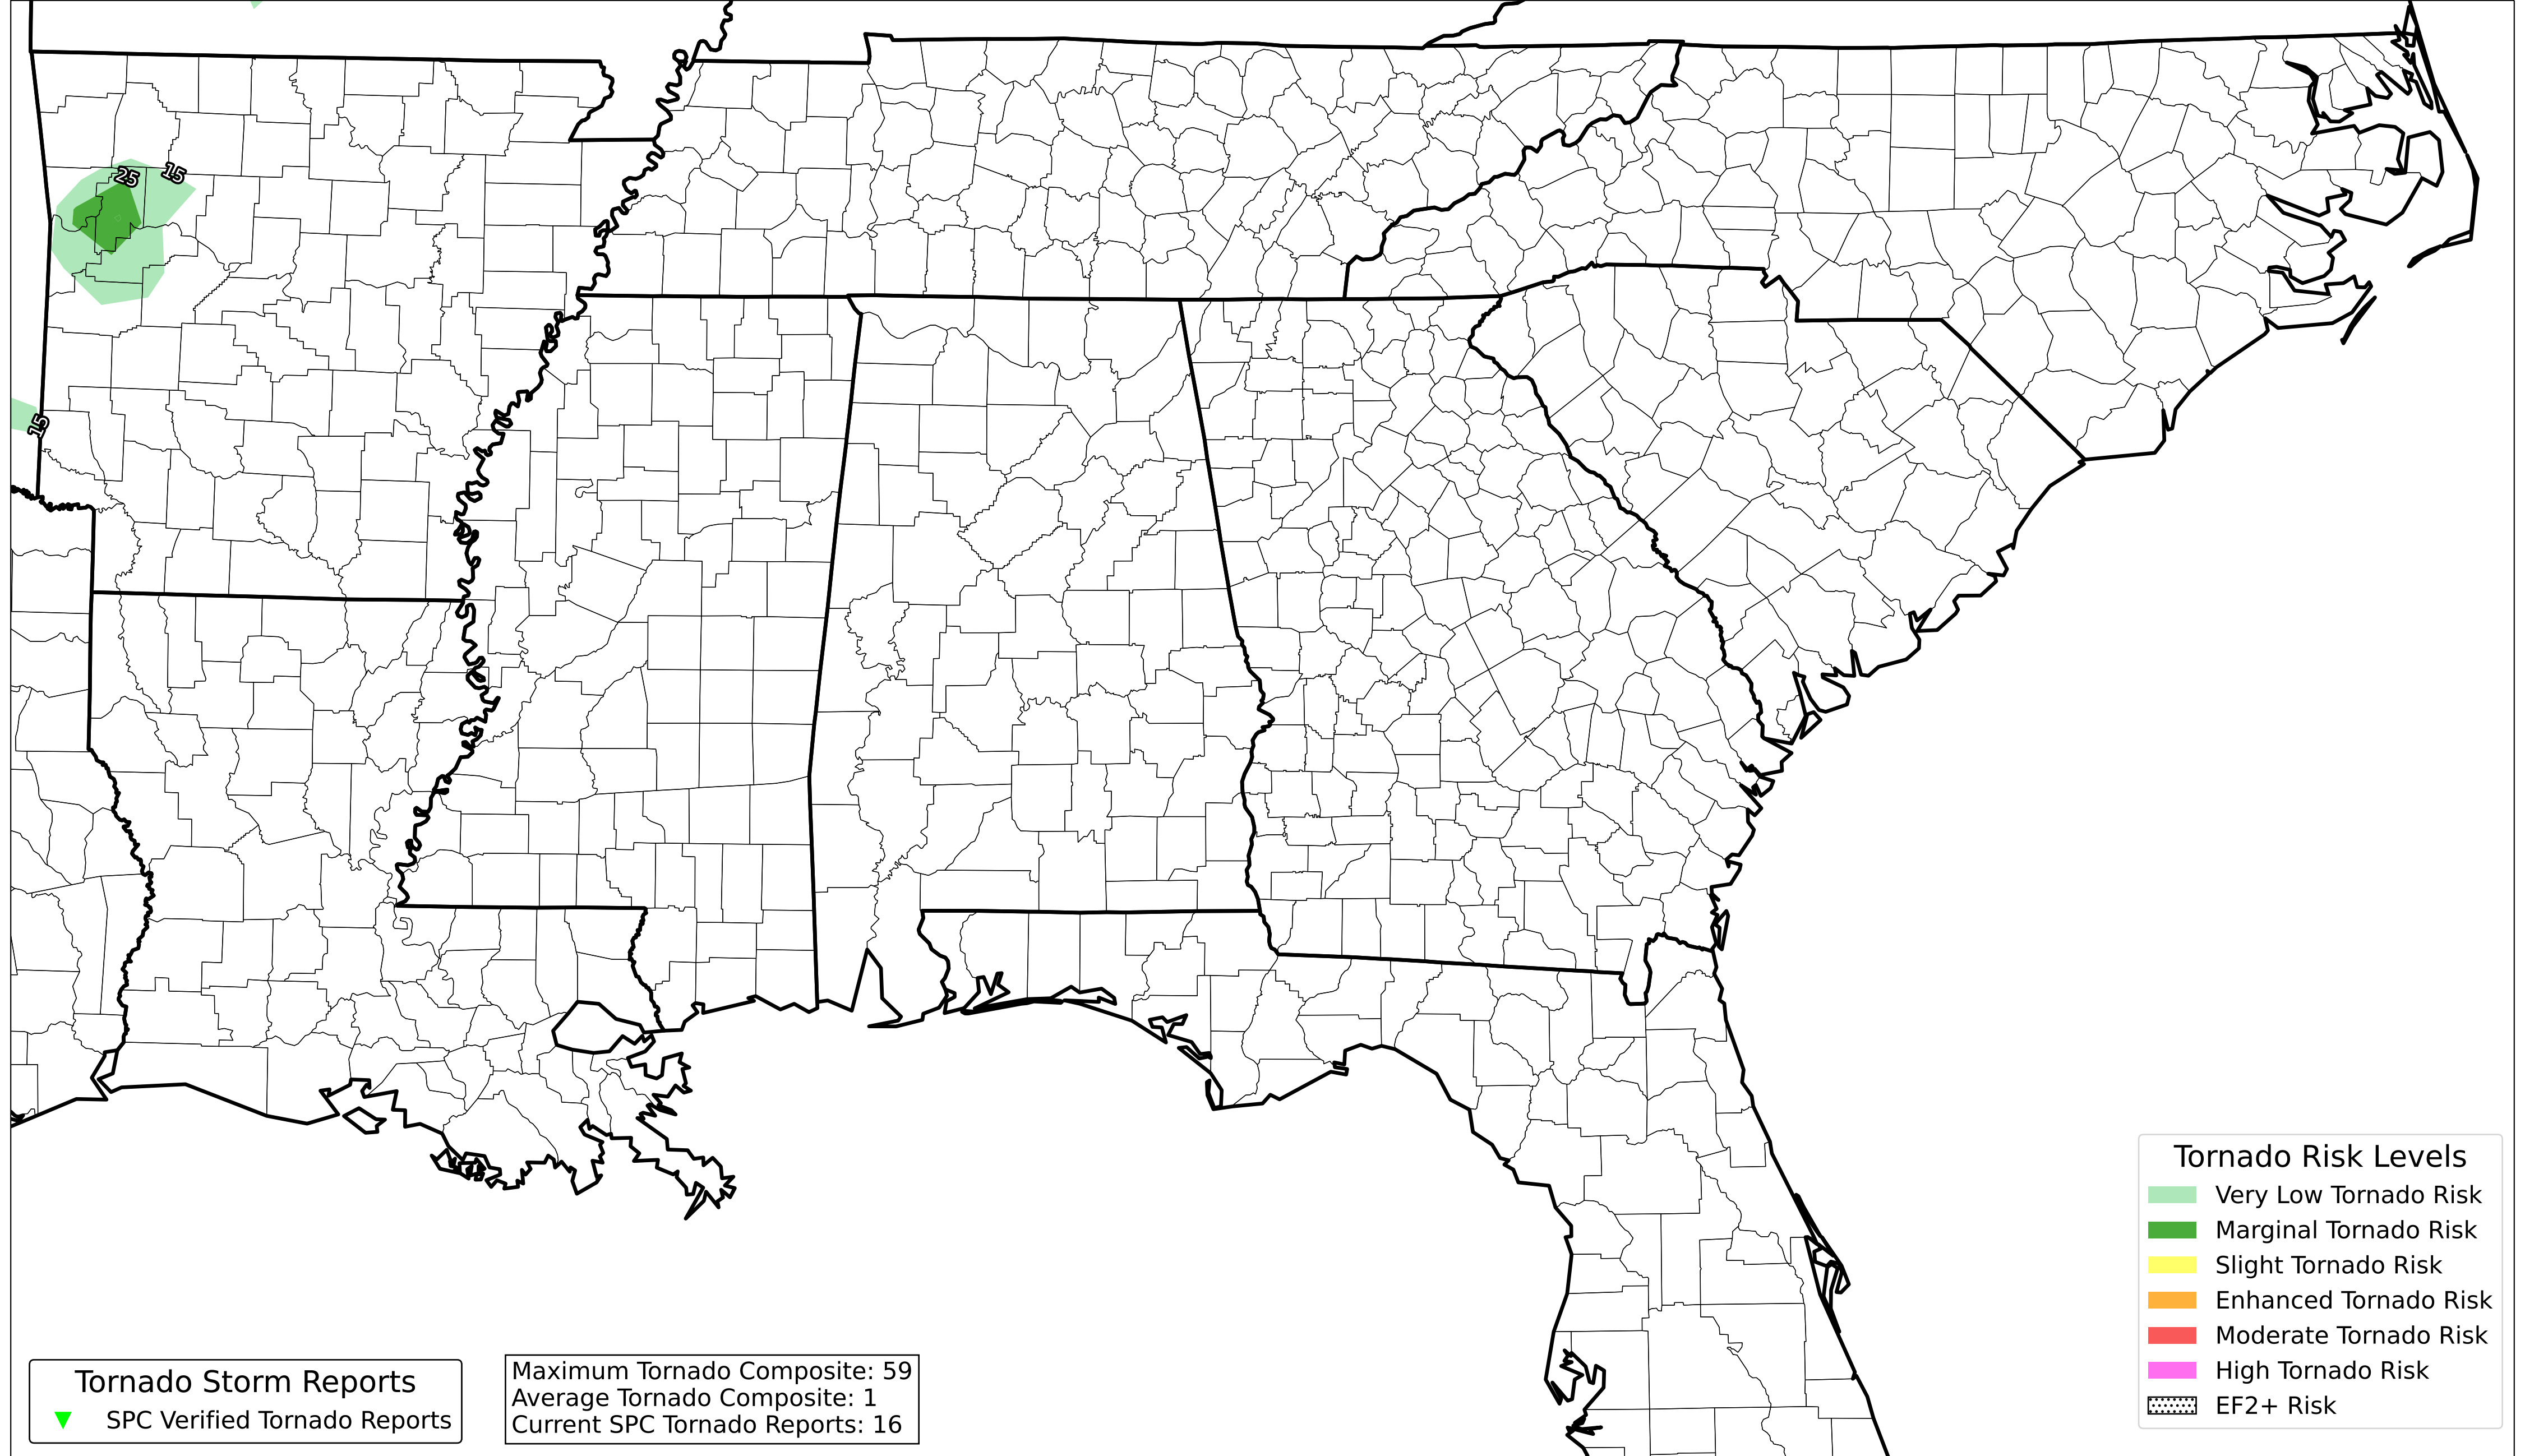 25
15
15
Tornado Risk Levels
Very Low Tornado Risk
Marginal Tornado Risk
Slight Tornado Risk
Enhanced Tornado Risk
Moderate Tornado Risk
High Tornado Risk
EF2+ Risk
Tornado Storm Reports
SPC Verified Tornado Reports
Maximum Tornado Composite: 59
Average Tornado Composite: 1
Current SPC Tornado Reports: 16